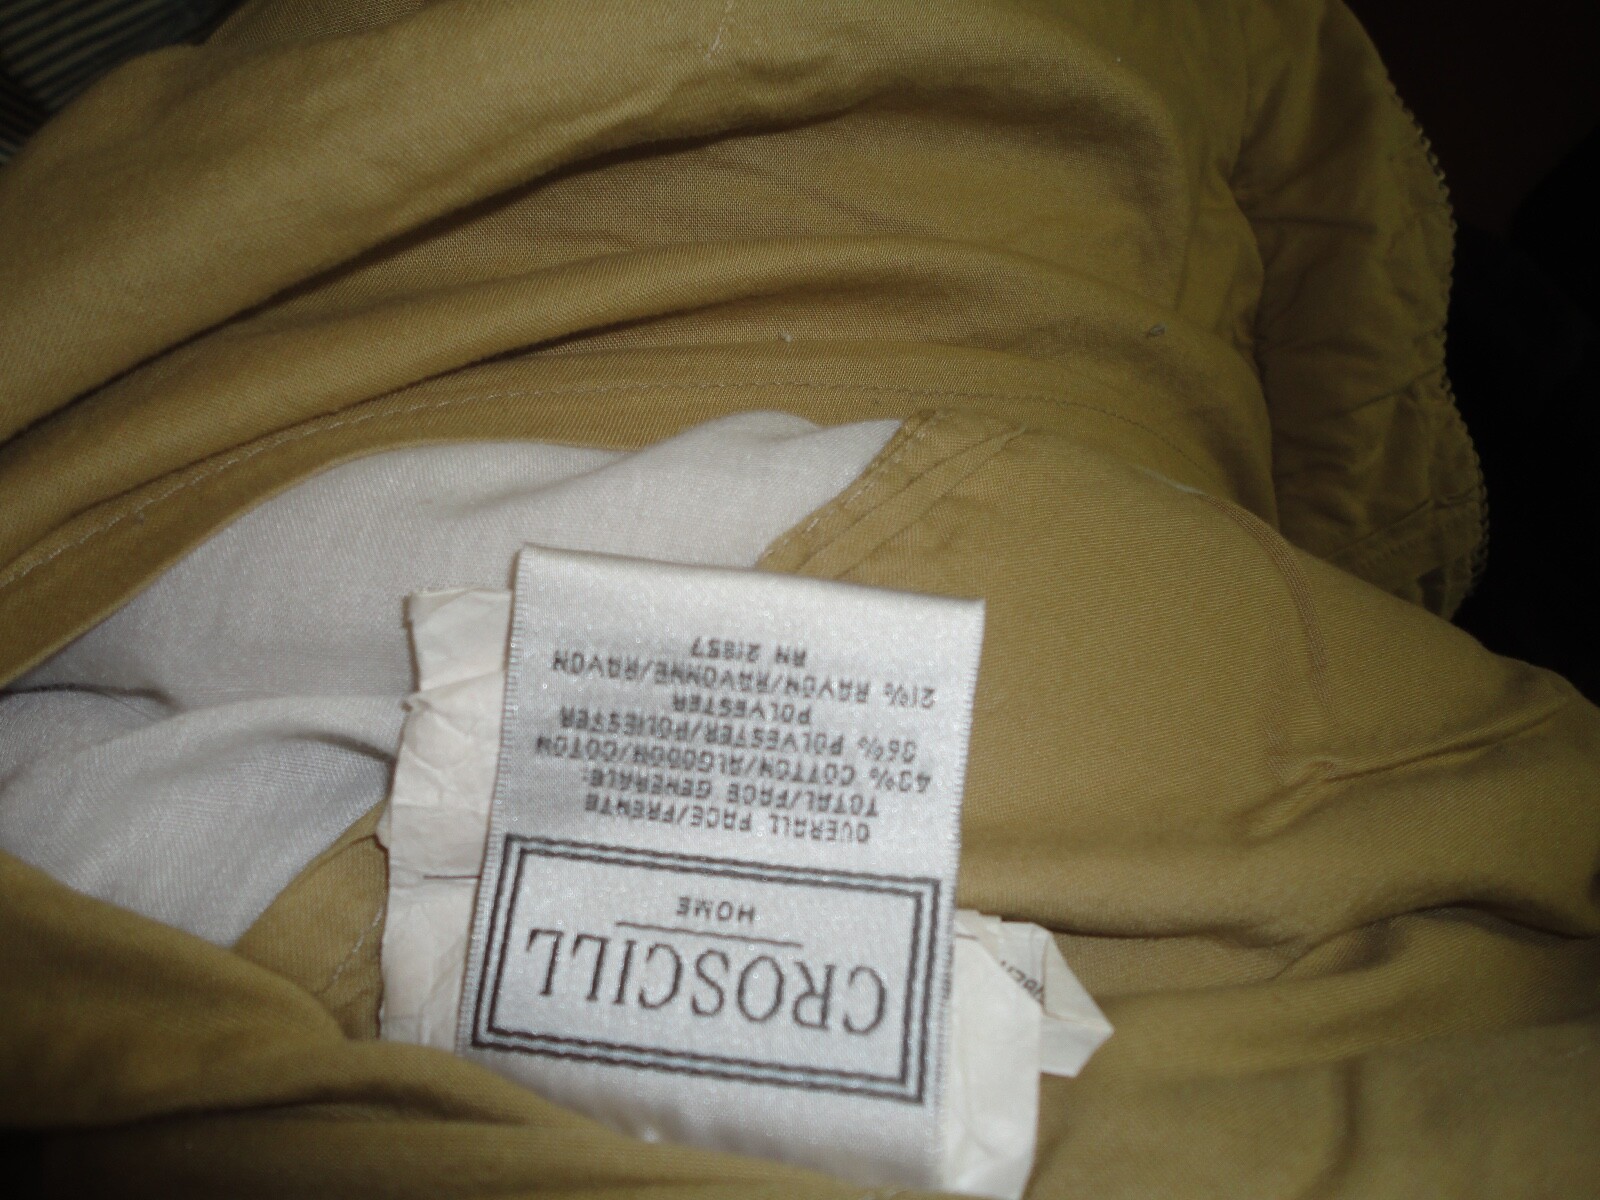 CROSCILL
HOME
OVERALL FACE/FRENTE
TOTAL/FACE GENERALE:
43% COTTON/ALGODON/COTON
36% POLYESTER/POLIESTER
POLYESTER
21% RAYON/RAYONNE/RAYON
RN 21857